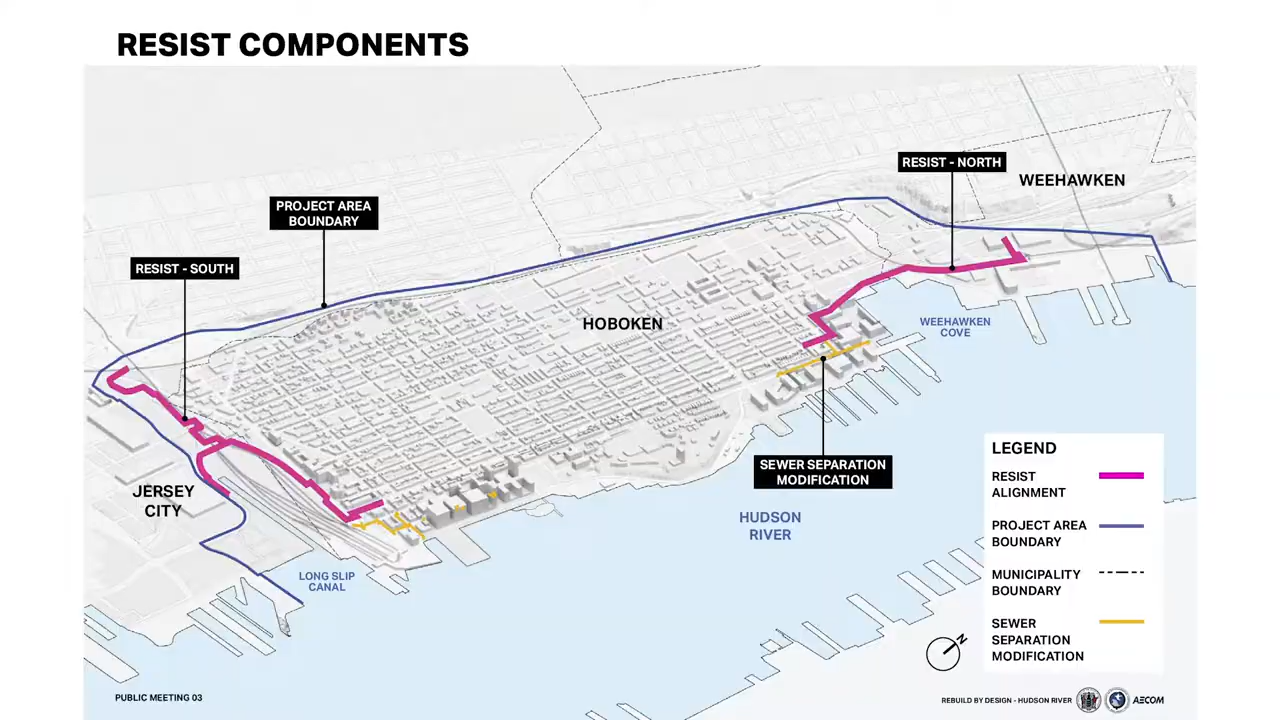 RESIST COMPONENTS
RESIST - NORTH
WEEHAWKEN
PROJECT AREA
BOUNDARY
RESIST - SOUTH
HOBOKEN
WEEHAWKEN
COVE
SEWER SEPARATION
MODIFICATION
JERSEY
CITY
HUDSON
RIVER
LONG SLIP
CANAL
LEGEND
RESIST
ALIGNMENT
PROJECT AREA
BOUNDARY
MUNICIPALITY
BOUNDARY
SEWER
SEPARATION
MODIFICATION
N
PUBLIC MEETING 03
REBUILD BY DESIGN - HUDSON RIVER
AECOM